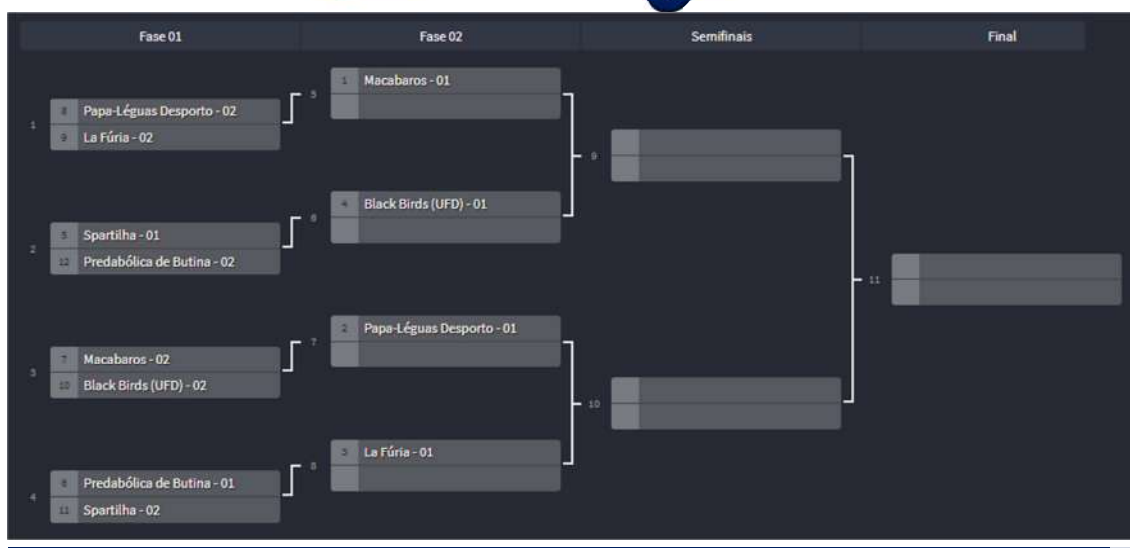 Fase 01
Fase 02
Semifinais
Final
1
8 Papa-Léguas Desporto - 02
9 La Fúria - 02
2
5 Spartilha - 01
12 Predabólica de Butina - 02
3
7 Macabaros - 02
10 Black Birds (UFD) - 02
4
6 Predabólica de Butina - 01
11 Spartilha - 02
5
1 Macabaros - 01
6
4 Black Birds (UFD) - 01
7
2 Papa-Léguas Desporto - 01
8
3 La Fúria - 01
9
10
11